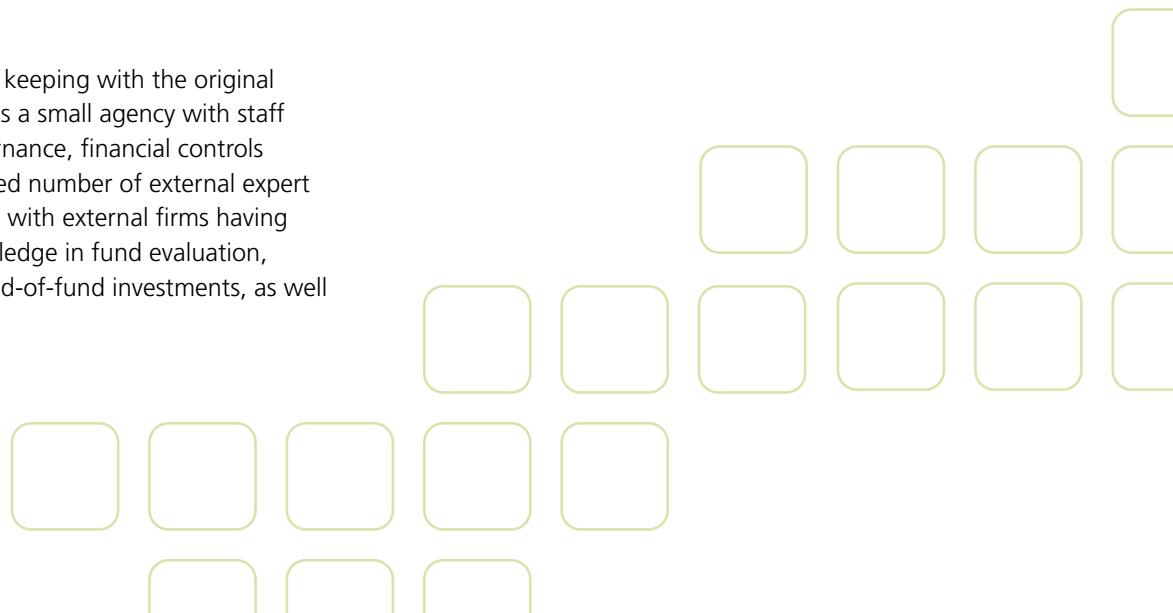 keeping with the original
s a small agency with staff
rnance, financial controls
ed number of external expert
with external firms having
ledge in fund evaluation,
d-of-fund investments, as well